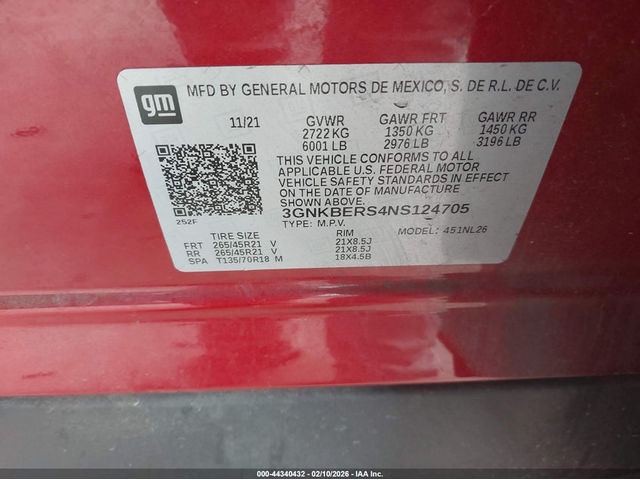 gm
MFD BY GENERAL MOTORS DE MEXICO, S. DE R.L. DE C.V.
11/21 GVWR GAWR FRT GAWR RR
2722 KG 1350 KG 1450 KG
6001 LB 2976 LB 3196 LB
THIS VEHICLE CONFORMS TO ALL
APPLICABLE U.S. FEDERAL MOTOR
VEHICLE SAFETY STANDARDS IN
EFFECT ON THE DATE OF MANUFACTURE
SHOWN ABOVE.
3GNKBERS4NS124705
252F TYPE: M.P.V. MODEL: 451NL26
TIRE SIZE RIM
FRT 265/45R21 V 21X8.5J
RR 265/45R21 V 21X8.5J
SPA T135/70R18 M 18X4.5B
000-44340432 - 02/10/2026 - IAA Inc.